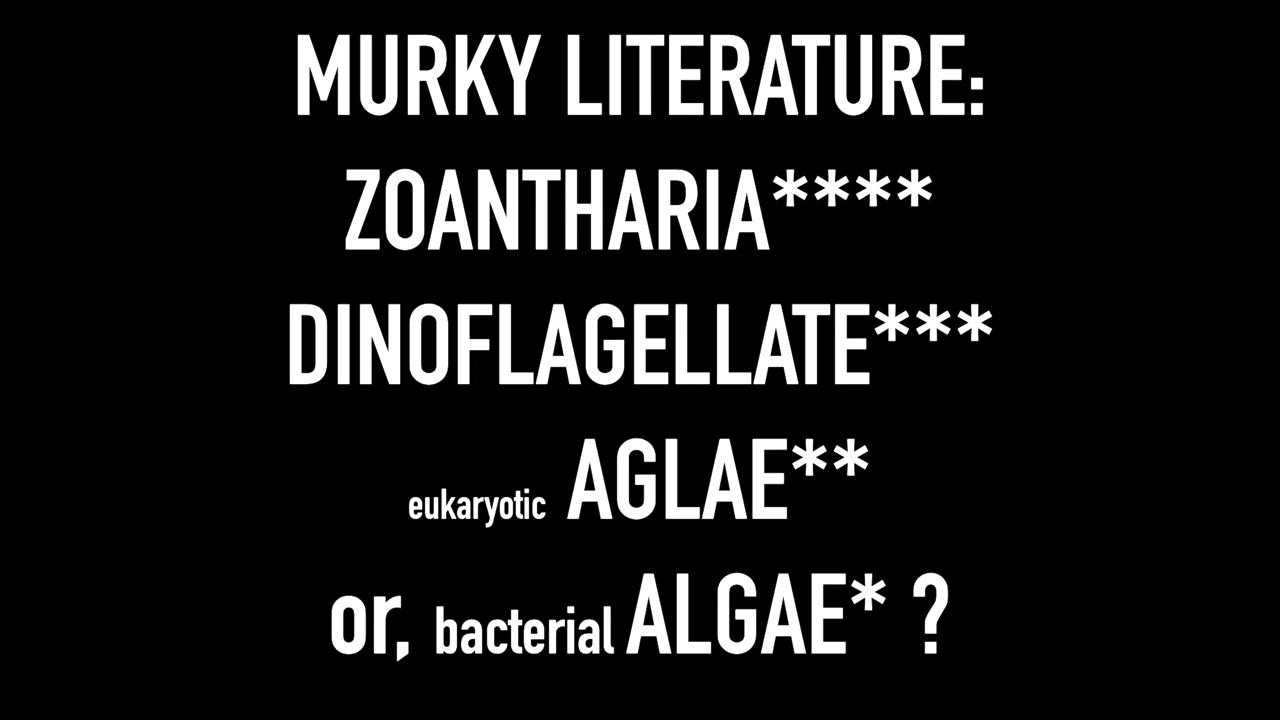 MURKY LITERATURE:
ZOANTHARIA****
DINOFLAGELLATE***
eukaryotic AGLAE**
or, bacterial ALGAE* ?